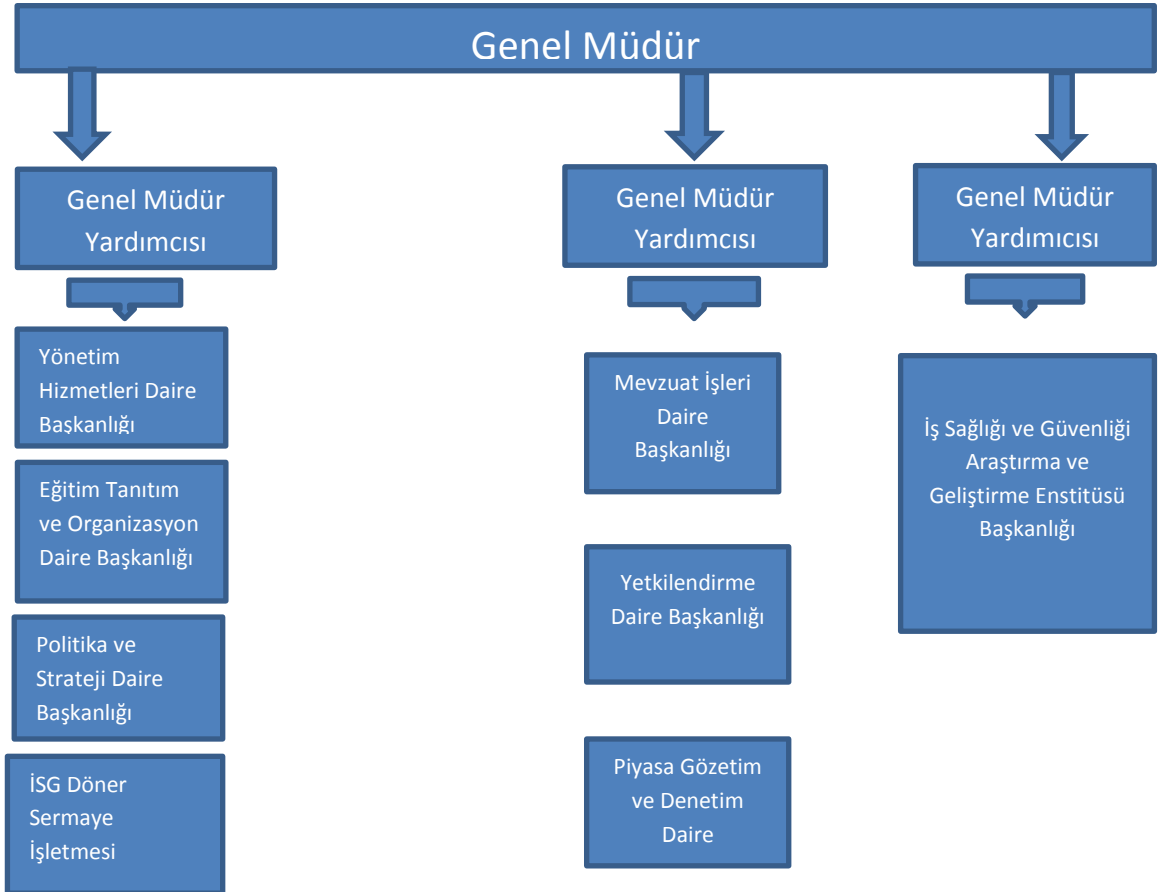 Genel Müdür
Genel Müdür
Yardımcısı
Genel Müdür
Yardımcısı
Genel Müdür
Yardımıcısı
Yönetim
Hizmetleri Daire
Başkanlığı
Eğitim Tanıtım
ve Organizasyon
Daire Başkanlığı
Politika ve
Strateji Daire
Başkanlığı
İSG Döner
Sermaye
İşletmesi
Mevzuat İşleri
Daire
Başkanlığı
Yetkilendirme
Daire Başkanlığı
Piyasa Gözetim
ve Denetim
Daire
İş Sağlığı ve Güvenliği
Araştırma ve
Geliştirme Enstitüsü
Başkanlığı